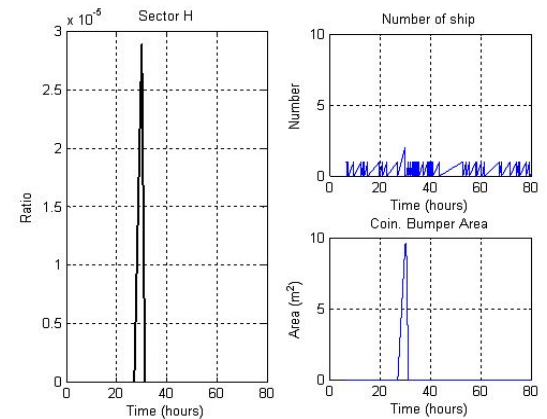 Sector H
x 10⁻⁵
3
2.5
2
1.5
1
0.5
0
Ratio
0 20 40 60 80
Time (hours)
Number of ship
10
5
0
Number
0 20 40 60 80
Time (hours)
Coin. Bumper Area
10
5
0
Area (m²)
0 20 40 60 80
Time (hours)